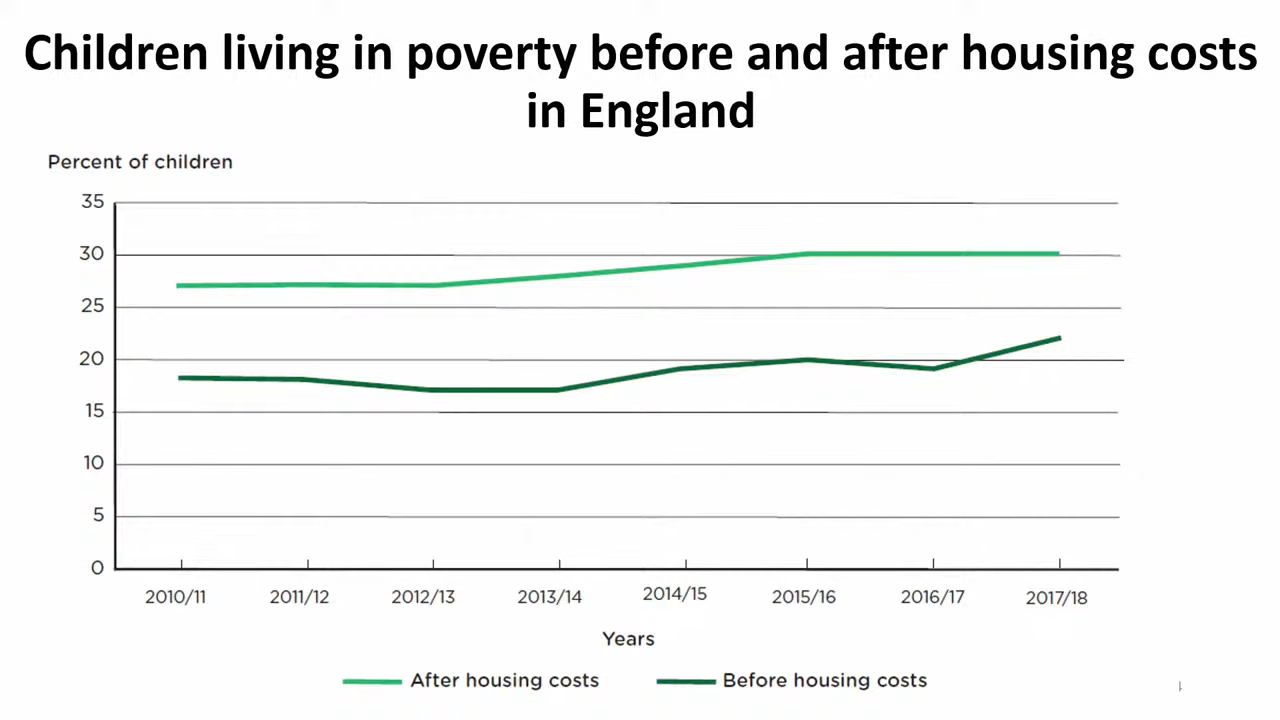 Children living in poverty before and after housing costs
in England
Percent of children
35
30
25
20
15
10
5
0
2010/11 2011/12 2012/13 2013/14 2014/15 2015/16 2016/17 2017/18
Years
After housing costs Before housing costs